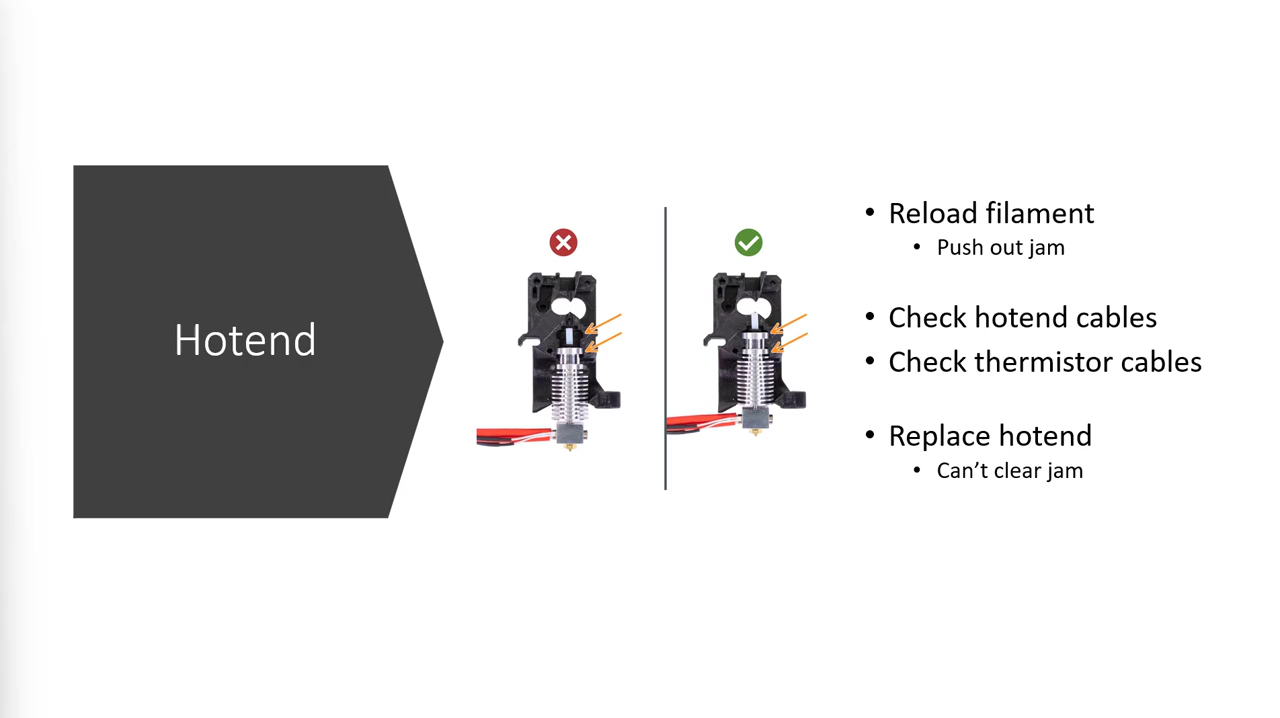 Hotend
• Reload filament
• Push out jam
• Check hotend cables
• Check thermistor cables
• Replace hotend
• Can’t clear jam